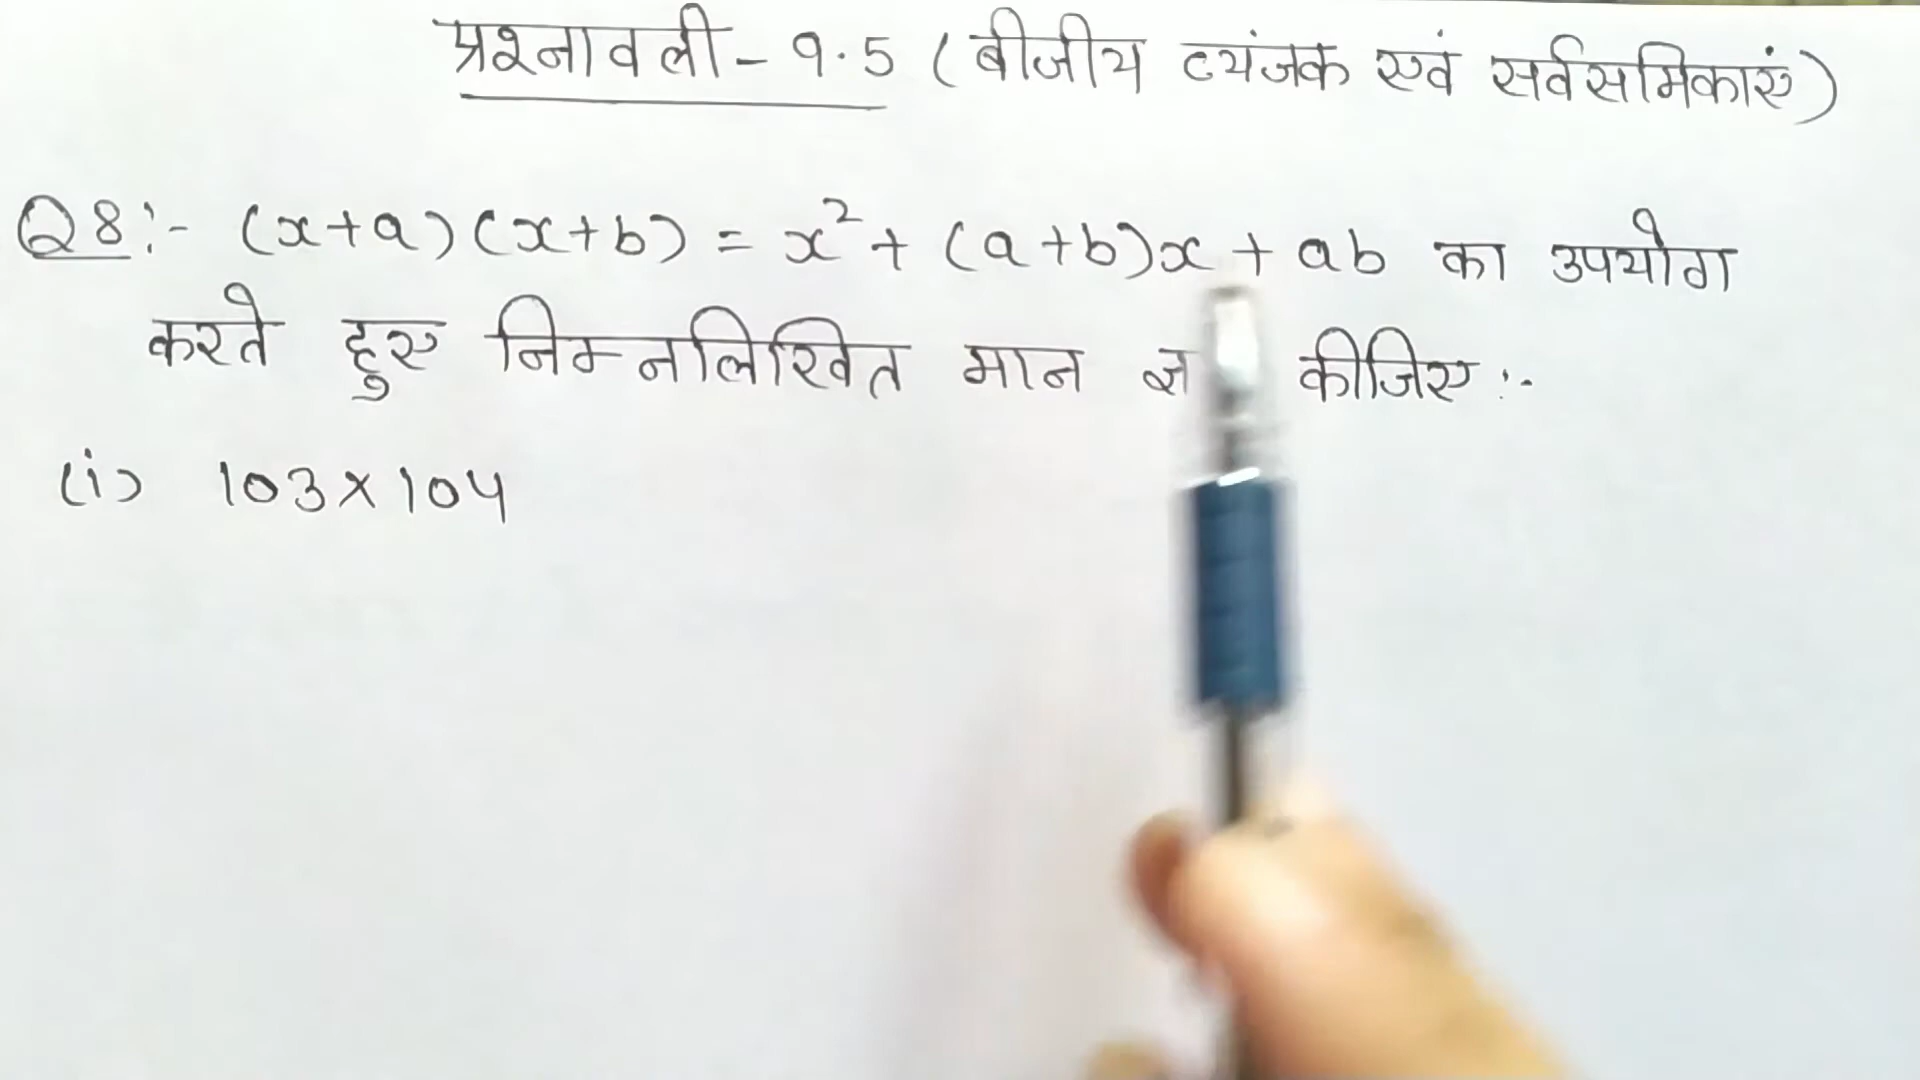 प्रश्नावली - 9.5 ( बीजीय व्यंजक एवं सर्वसमिकाएं )
Q8:- (x+a)(x+b) = x² + (a+b)x + ab का उपयोग
करते हुए निम्नलिखित मान कीजिए :-
(i) 103 × 104